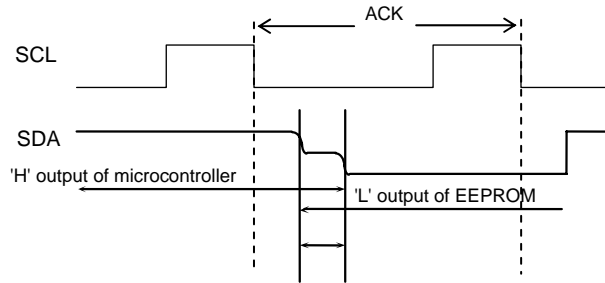 ACK
SCL
SDA
'H' output of microcontroller
'L' output of EEPROM